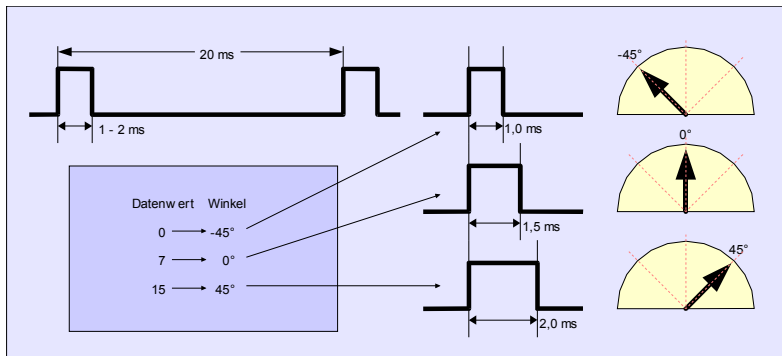 20 ms
1 - 2 ms
Datenwert Winkel
0 -45°
7 0°
15 45°
1,0 ms
1,5 ms
2,0 ms
-45°
0°
45°